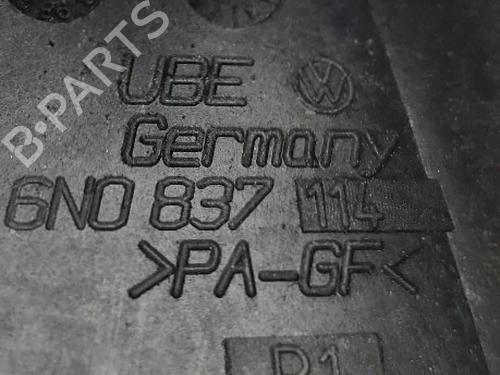 UBE
Germany
6N0 837 114
>PA-GF<
B-PARTS